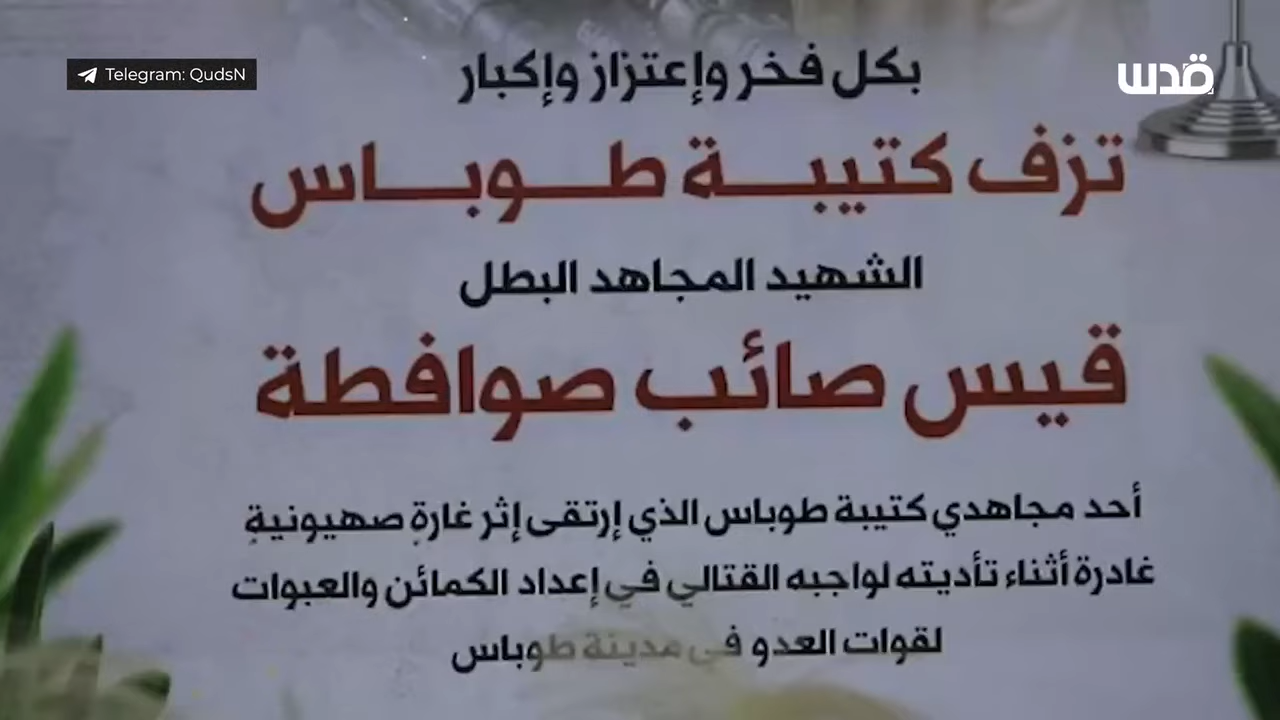 Telegram: QudsN
قدس
بكل فخر وإعتزاز وإكبار
تزف كتيبة طوباس
الشهيد المجاهد البطل
قيس صائب صوافطة
أحد مجاهدي كتيبة طوباس الذي إرتقى إثر غارةٍ صهيونيةٍ
غادرة أثناء تأديته لواجبه القتالي في إعداد الكمائن والعبوات
لقوات العدو في مدينة طوباس